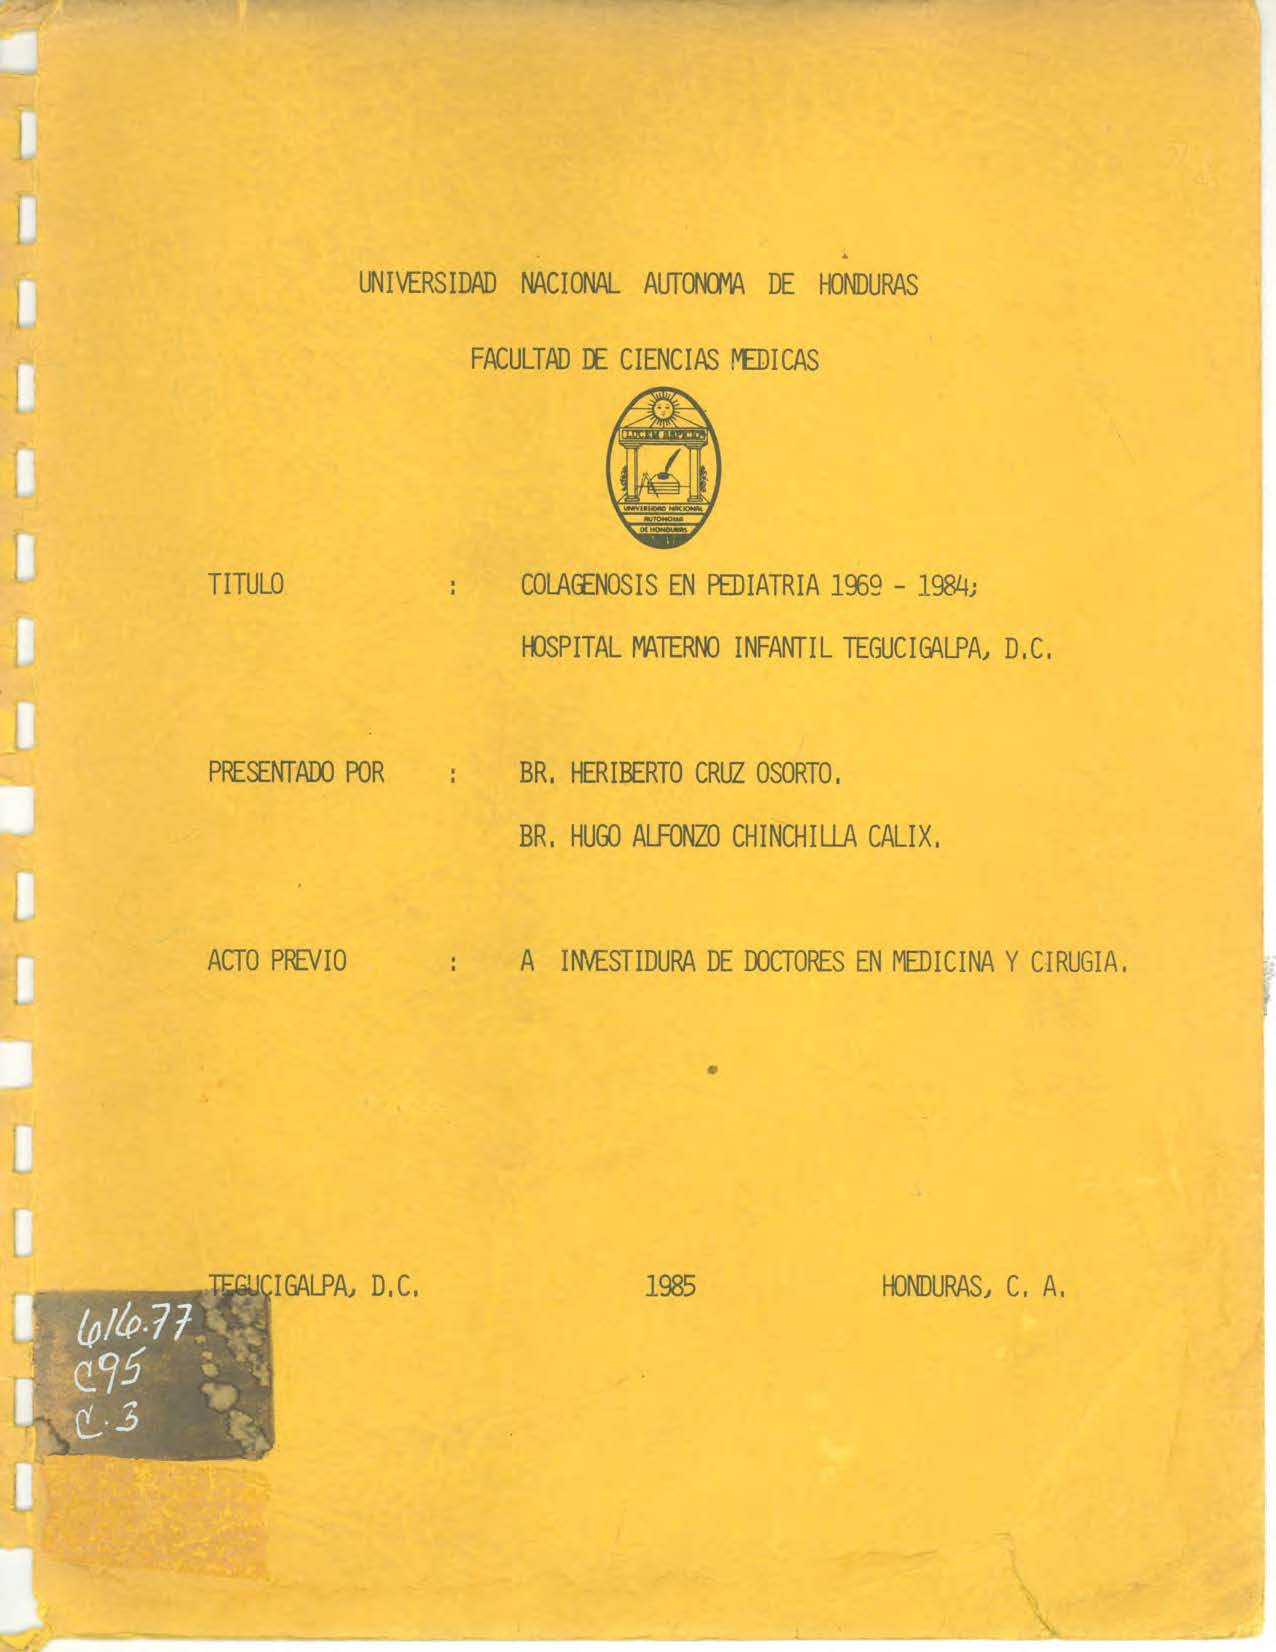 UNIVERSIDAD NACIONAL AUTONOMA DE HONDURAS
FACULTAD DE CIENCIAS MEDICAS
LUCEM ASPICIO
UNIVERSIDAD NACIONAL
AUTONOMA
DE HONDURAS
TITULO : COLAGENOSIS EN PEDIATRIA 1969 - 1984;
HOSPITAL MATERNO INFANTIL TEGUCIGALPA, D.C.
PRESENTADO POR : BR. HERIBERTO CRUZ OSORTO.
BR. HUGO ALFONZO CHINCHILLA CALIX.
ACTO PREVIO : A INVESTIDURA DE DOCTORES EN MEDICINA Y CIRUGIA.
TEGUCIGALPA, D.C. 1985 HONDURAS, C. A.
616.77
C95
C.3